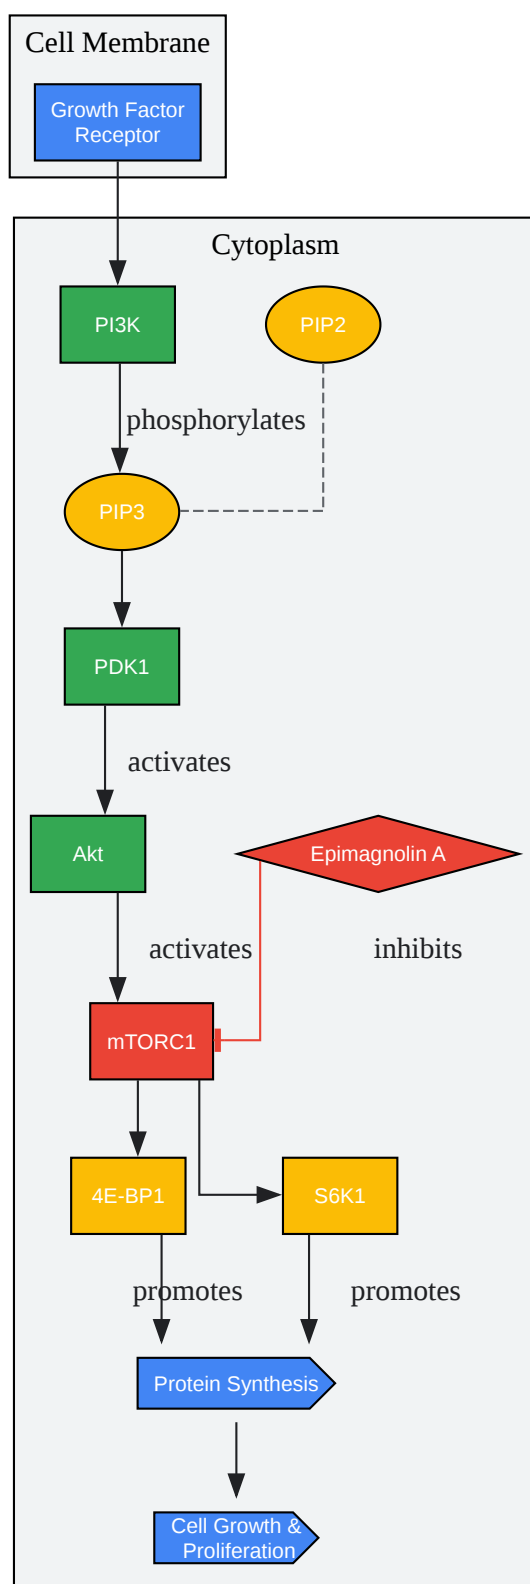 Cell Membrane
Growth Factor
Receptor
Cytoplasm
PI3K
PIP2
phosphorylates
PIP3
PDK1
activates
Akt
Epimagnolin A
activates
inhibits
mTORC1
4E-BP1
S6K1
promotes
promotes
Protein Synthesis
Cell Growth &
Proliferation